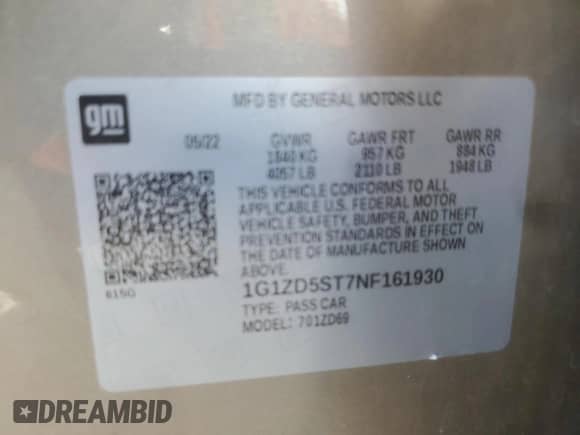 gm
MFD BY GENERAL MOTORS LLC
05/22 GVWR GAWR FRT GAWR RR
1840 KG 957 KG 884 KG
4057 LB 2110 LB 1948 LB
THIS VEHICLE CONFORMS TO ALL
APPLICABLE U.S. FEDERAL MOTOR
VEHICLE SAFETY, BUMPER, AND THEFT
PREVENTION STANDARDS IN EFFECT ON
THE DATE OF MANUFACTURE SHOWN
ABOVE.
615G
1G1ZD5ST7NF161930
TYPE: PASS CAR
MODEL: 701ZD69
DREAMBID